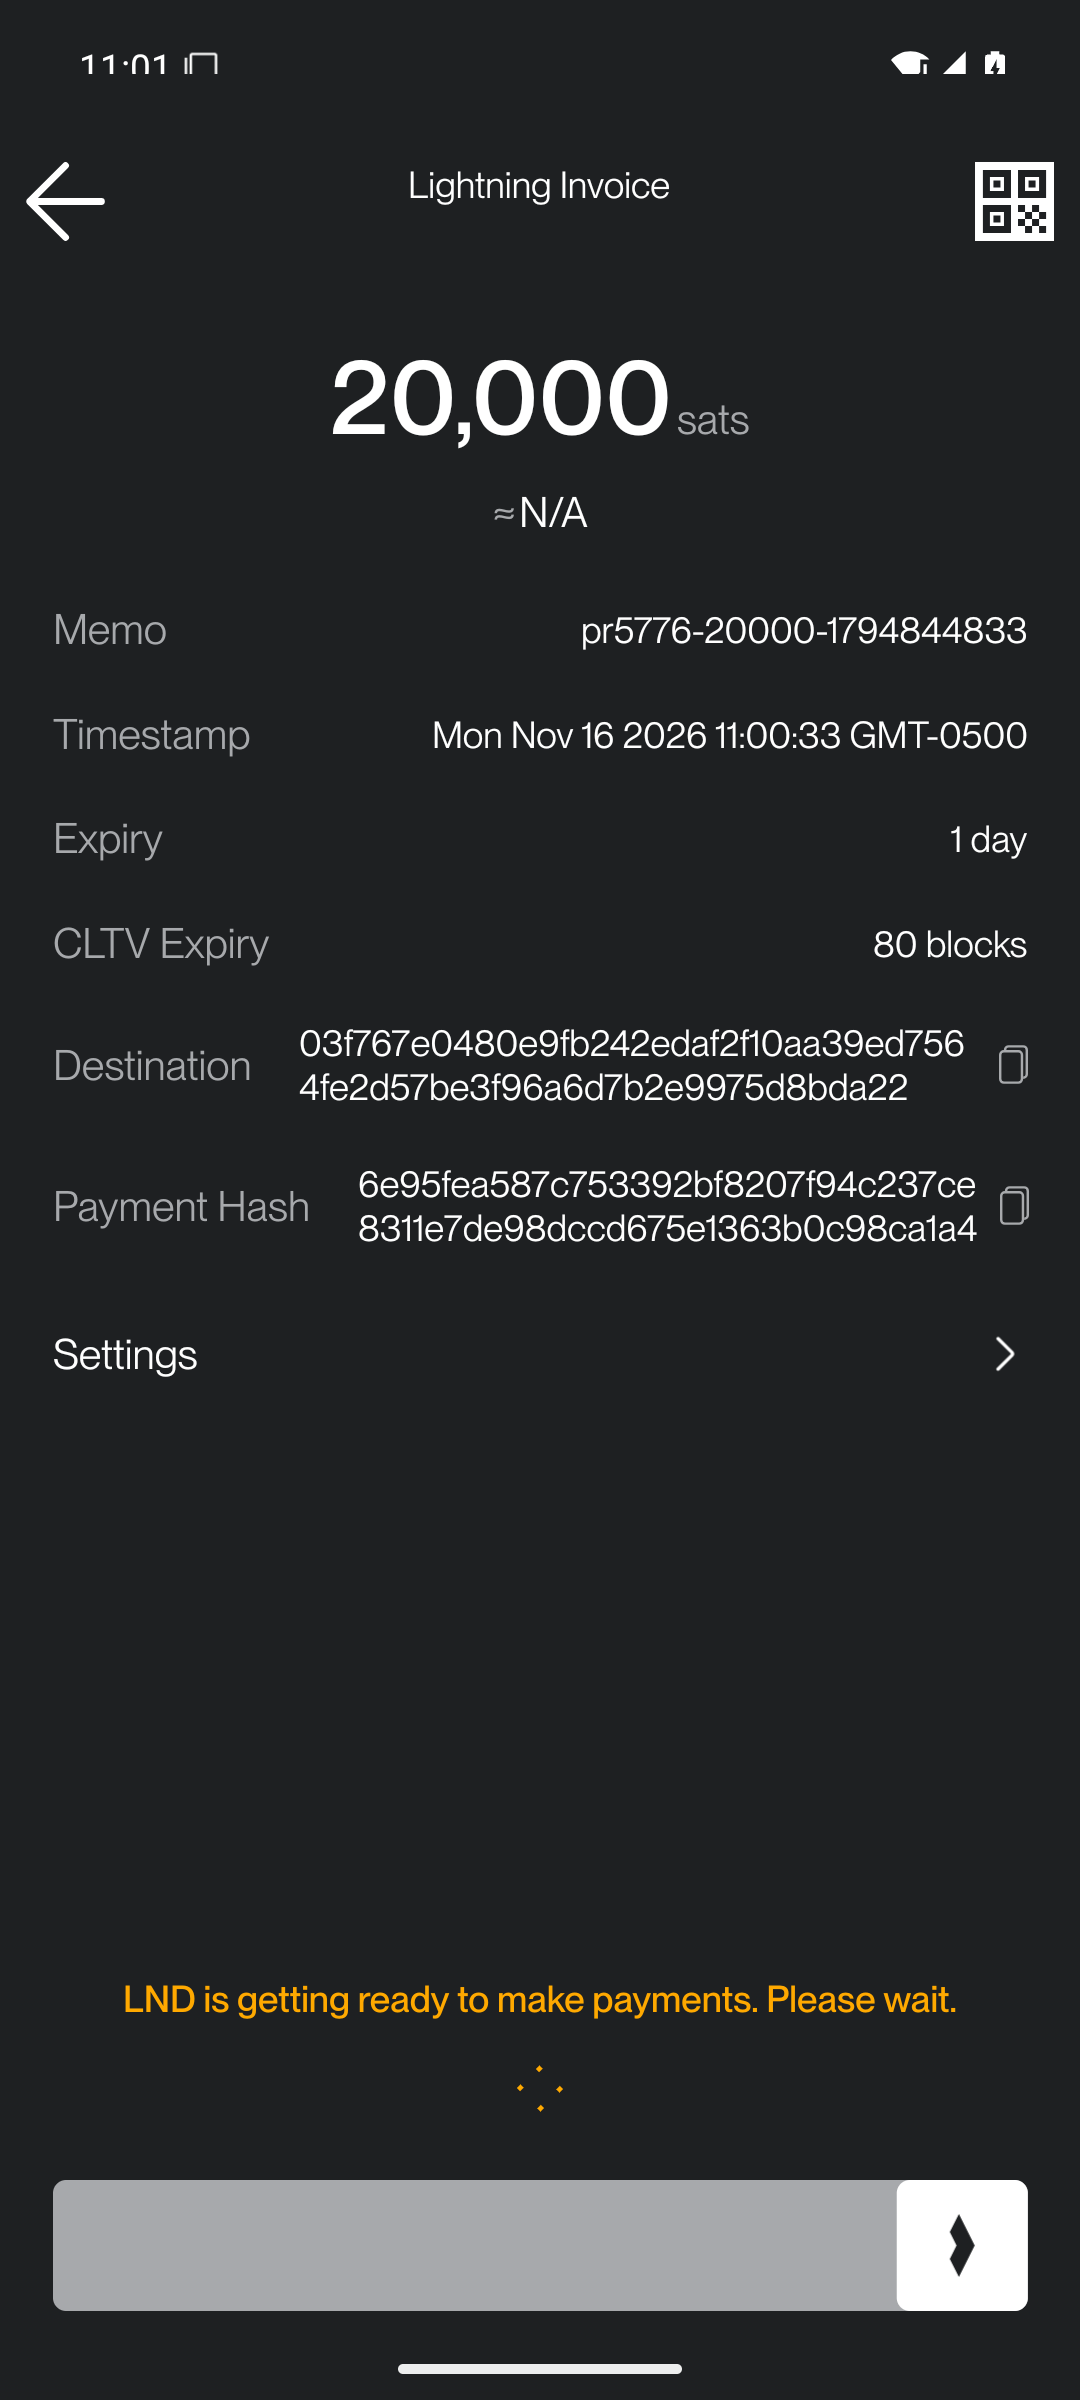 11:01
Lightning Invoice
20,000 sats
≈N/A
Memo pr5776-20000-1794844833
Timestamp Mon Nov 16 2026 11:00:33 GMT-0500
Expiry 1 day
CLTV Expiry 80 blocks
Destination 03f767e0480e9fb242edaf2f10aa39ed756
4fe2d57be3f96a6d7b2e9975d8bda22
Payment Hash 6e95fea587c753392bf8207f94c237ce
8311e7de98dccd675e1363b0c98ca1a4
Settings
LND is getting ready to make payments. Please wait.